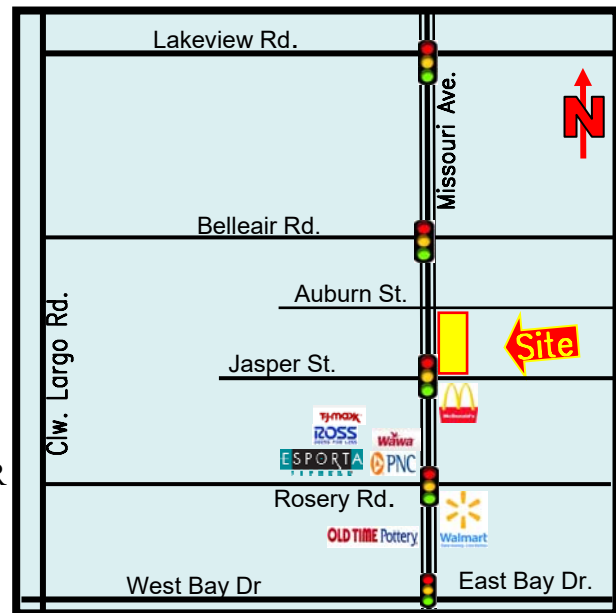 Lakeview Rd.
Missouri Ave.
N
Belleair Rd.
Auburn St.
Clw. Largo Rd.
Site
Jasper St.
McDonald's
TJ-maxx
ROSS
DRESS FOR LESS
Wawa
ESPORTA
FITNESS
PNC
R
Rosery Rd.
OLD TIME Pottery
Walmart
West Bay Dr
East Bay Dr.